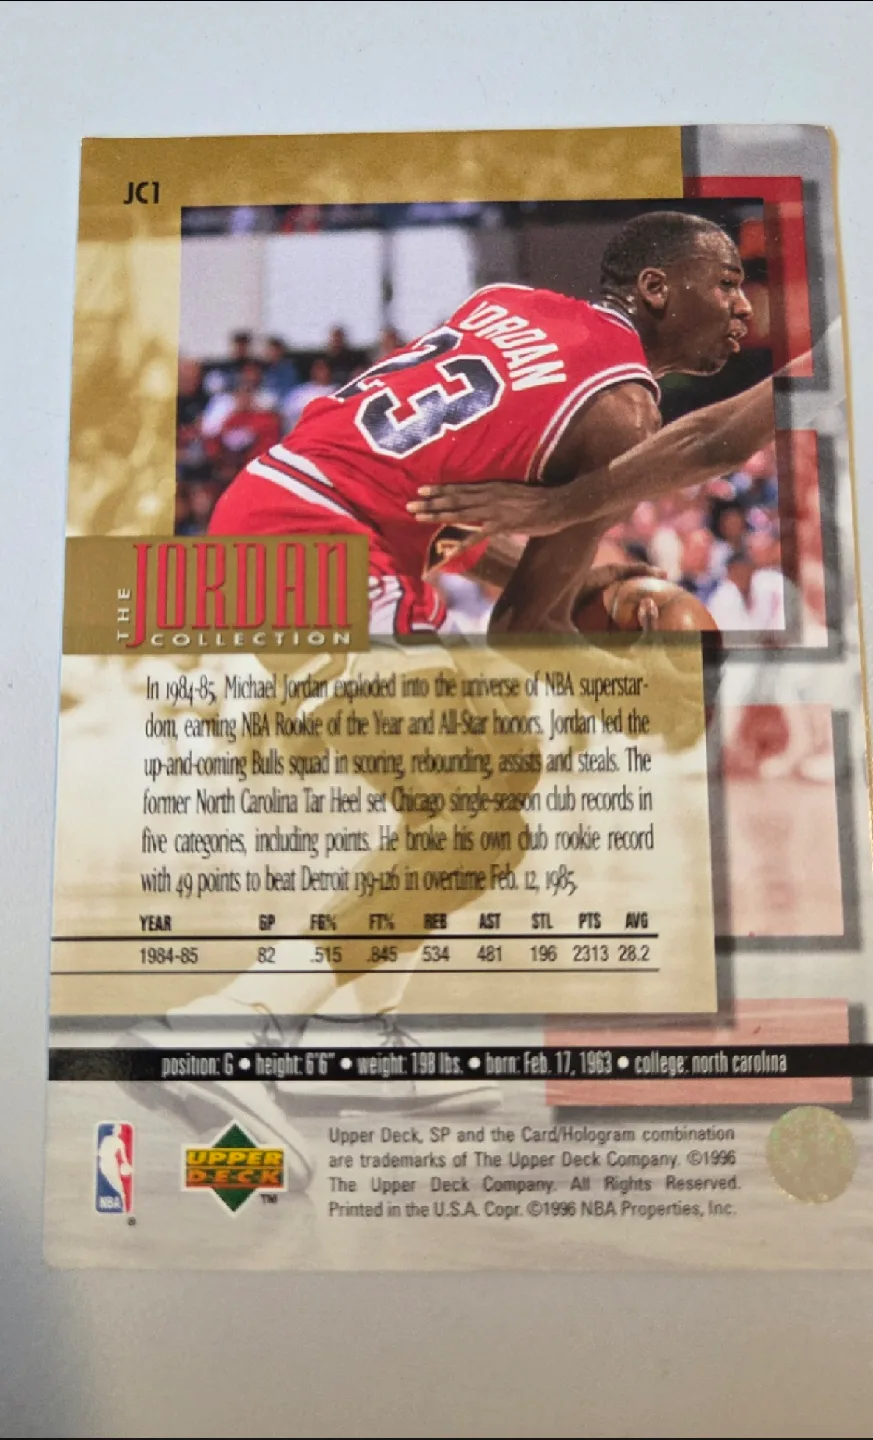 JC1
JORDAN
23
THE
JORDAN
COLLECTION
In 1984-85, Michael Jordan exploded into the universe of NBA superstar-
dom, earning NBA Rookie of the Year and All-Star honors. Jordan led the
up-and-coming Bulls squad in scoring, rebounding, assists and steals. The
former North Carolina Tar Heel set Chicago single-season club records in
five categories, including points. He broke his own club rookie record
with 49 points to beat Detroit 139-126 in overtime Feb. 12, 1985.
YEAR GP FG% FT% REB AST STL PTS AVG
1984-85 82 .515 .845 534 481 196 2313 28.2
position: G • height: 6'6" • weight: 198 lbs. • born: Feb. 17, 1963 • college: north carolina
Upper Deck, SP and the Card/Hologram combination
are trademarks of The Upper Deck Company. ©1996
The Upper Deck Company. All Rights Reserved.
Printed in the U.S.A. Copr. ©1996 NBA Properties, Inc.
NBA
®
UPPER
DECK
TM